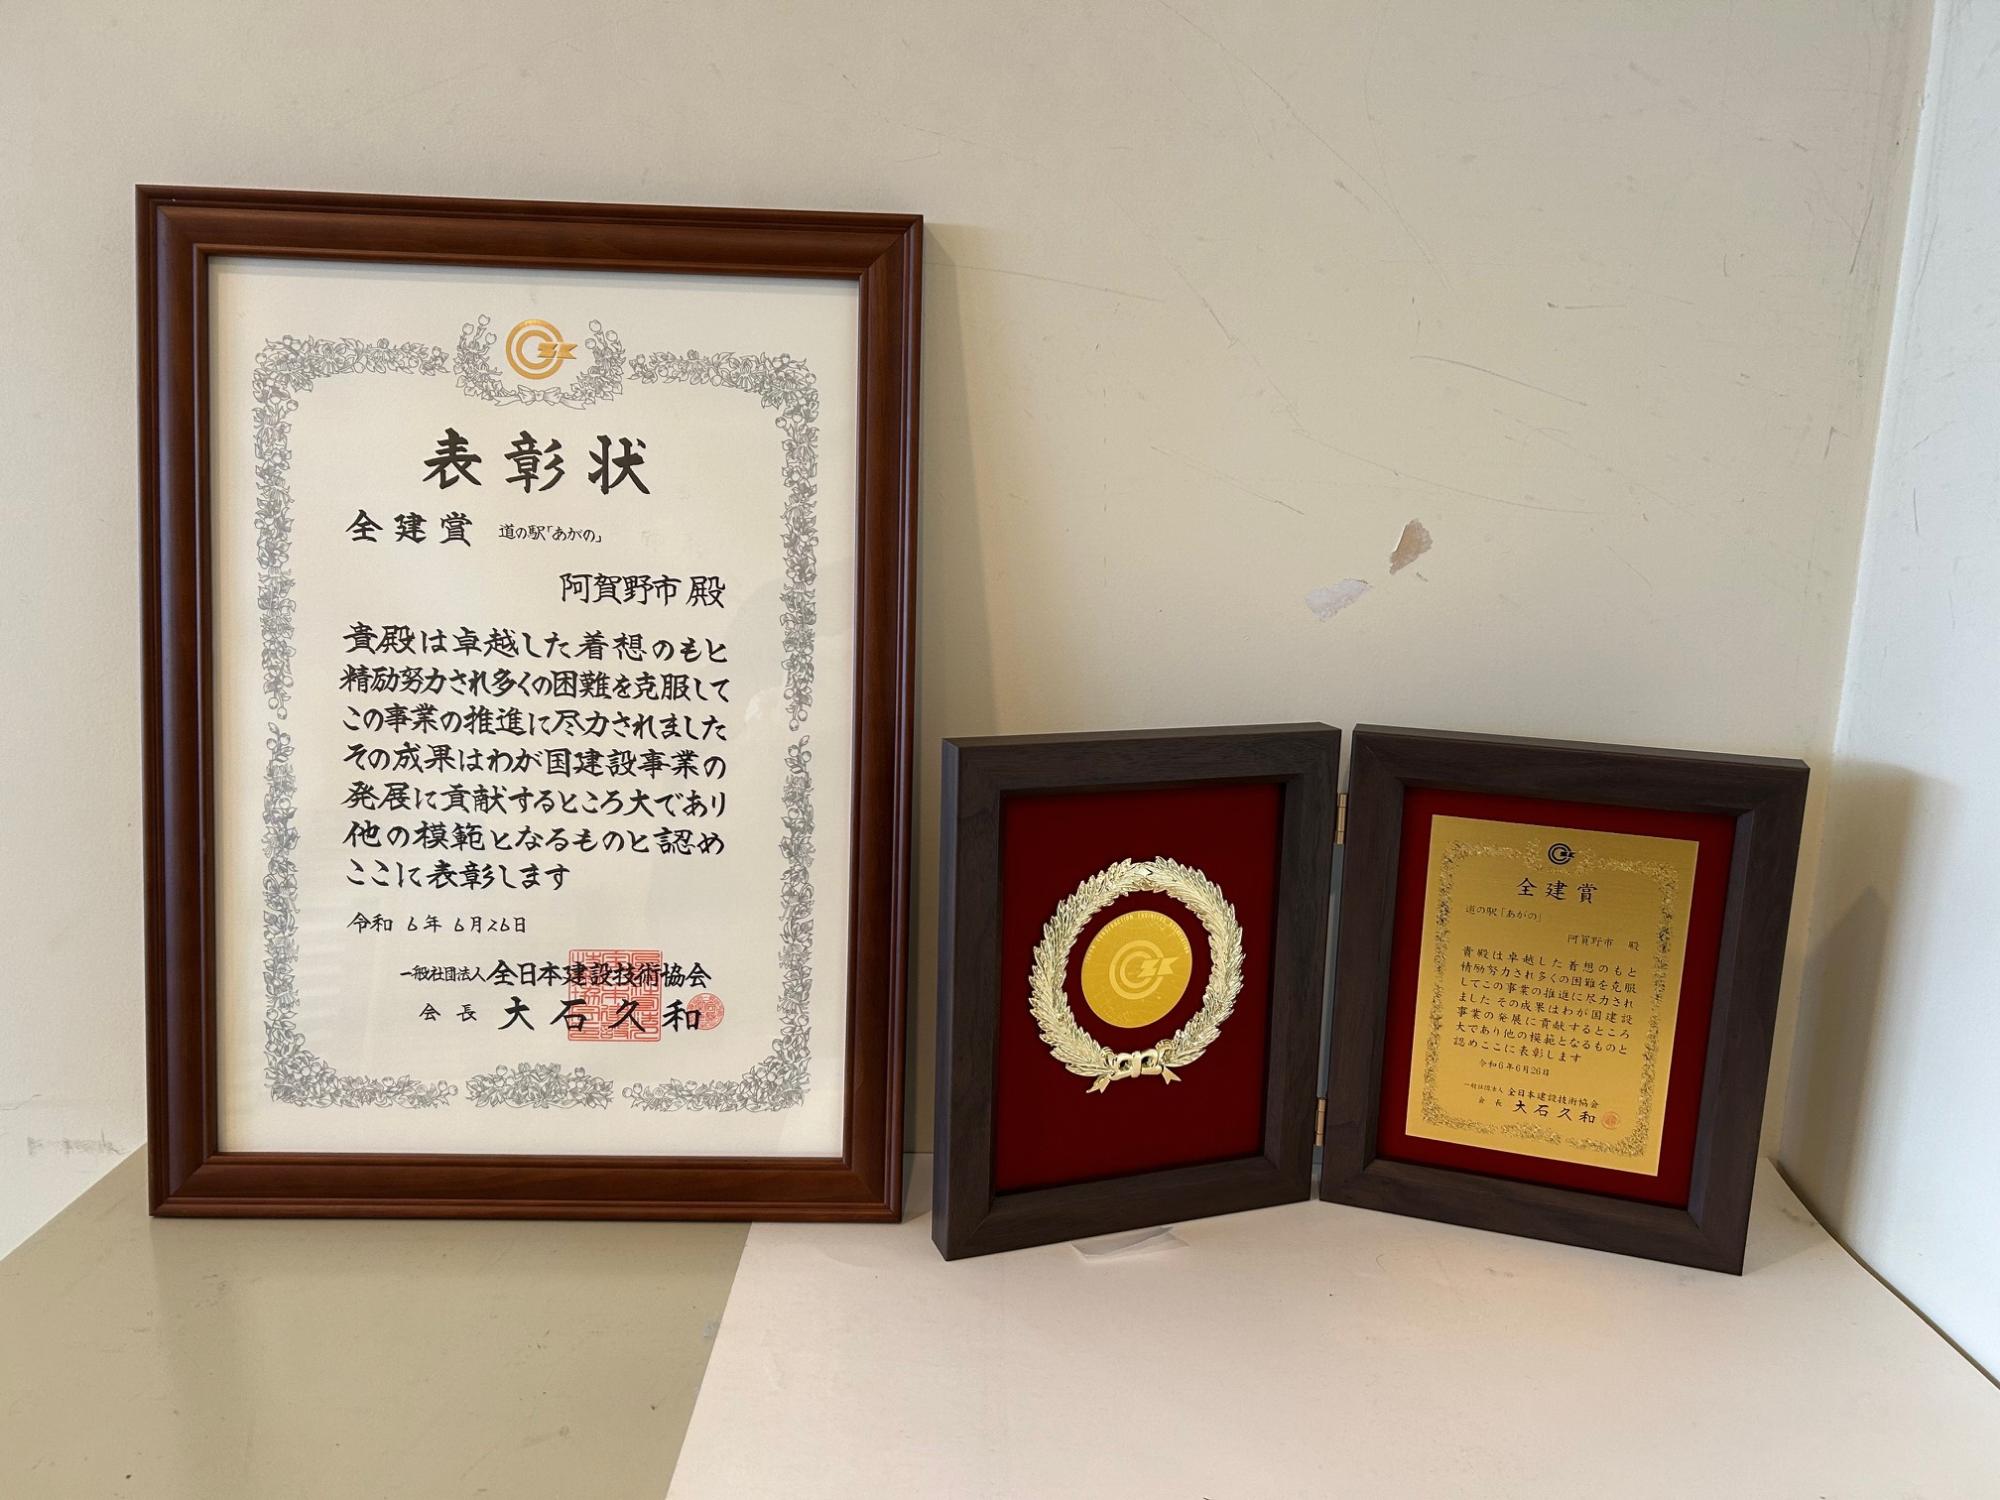 表彰状
全建賞 道の駅「あがの」
阿賀野市 殿
貴殿は卓越した着想のもと
精励努力され多くの困難を克服して
この事業の推進に尽力されました
その成果はわが国建設事業の
発展に貢献するところ大であり
他の模範となるものと認め
ここに表彰します
令和 6年 6月26日
一般社団法人 全日本建設技術協会
会長 大石久和
全建賞
道の駅「あがの」
阿賀野市 殿
貴殿は卓越した着想のもと
精励努力され多くの困難を克服
してこの事業の推進に尽力され
ました その成果はわが国建設
事業の発展に貢献するところ
大であり他の模範となるものと
認めここに表彰します
令和6年6月26日
一般社団法人 全日本建設技術協会
会長 大石久和